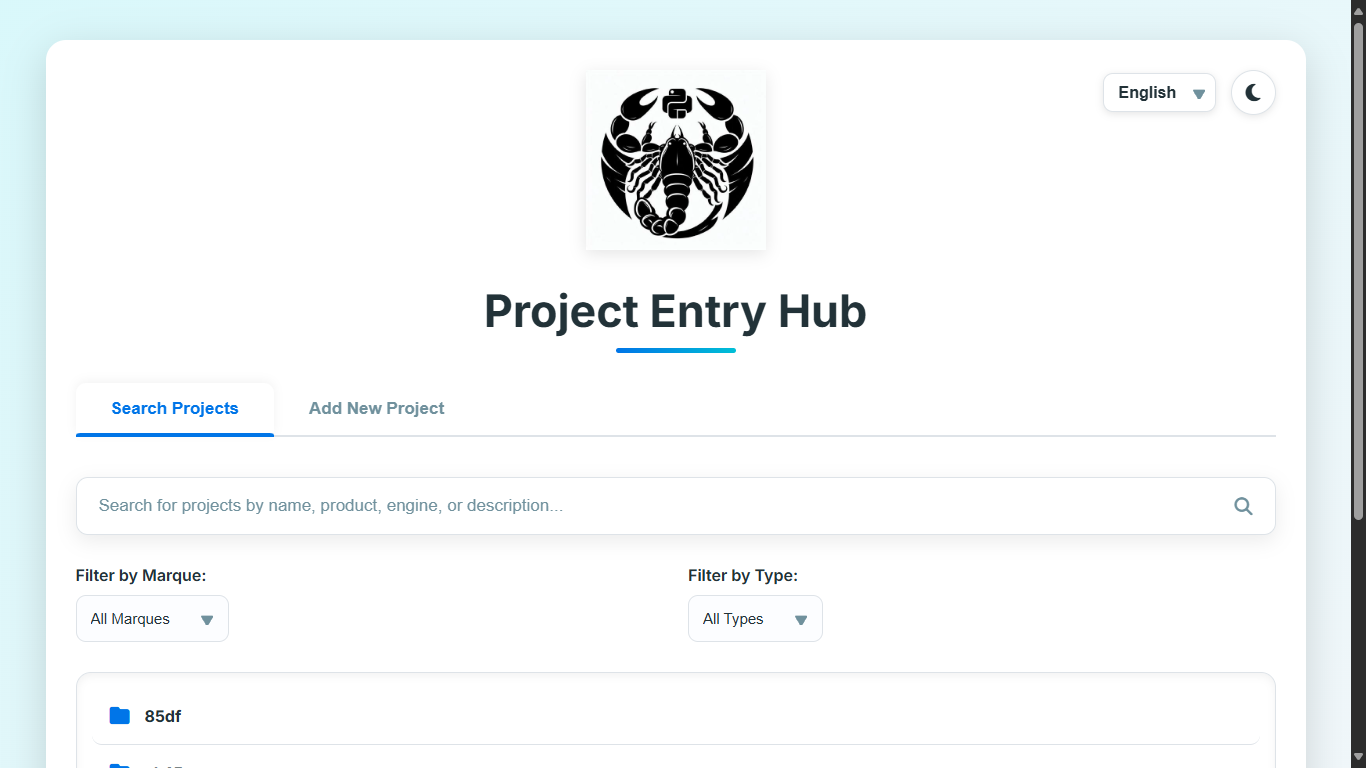 English
Project Entry Hub
Search Projects
Add New Project
Search for projects by name, product, engine, or description...
Filter by Marque:
Filter by Type:
All Marques
All Types
85df